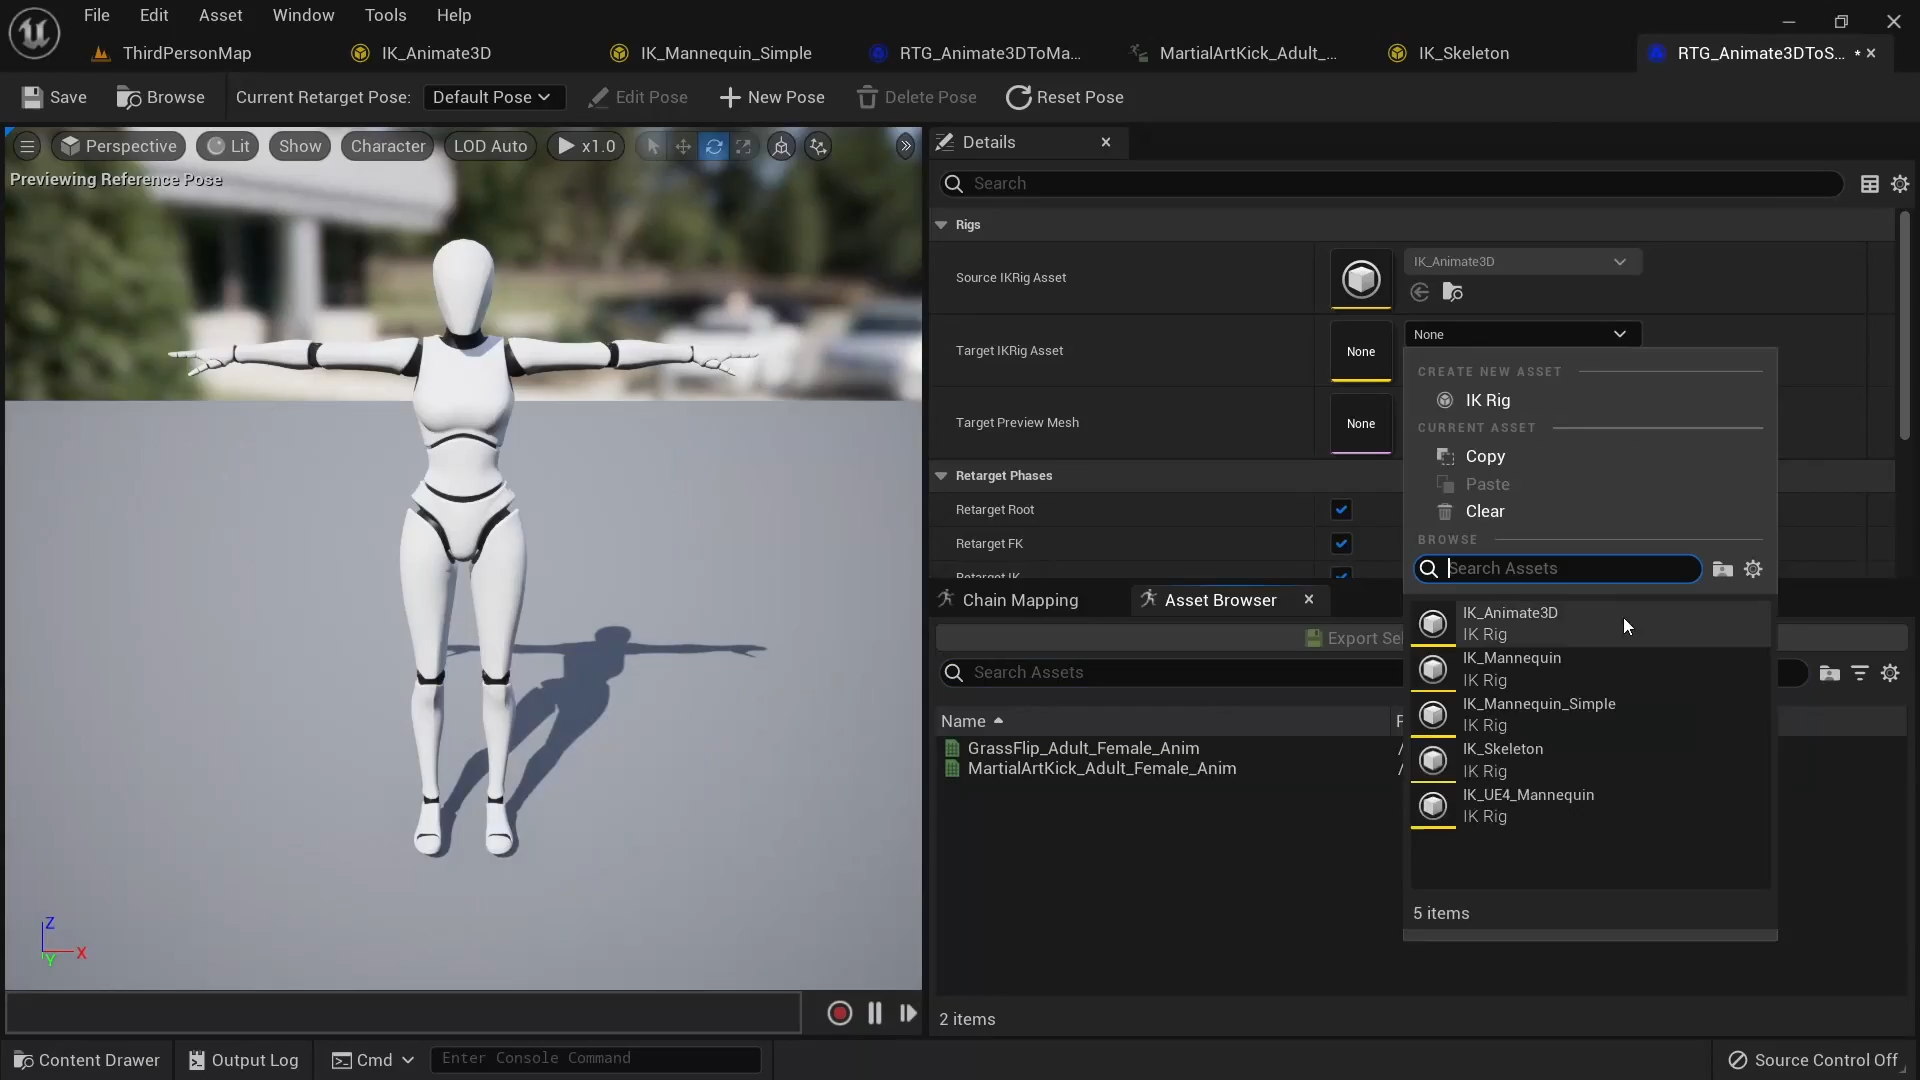 File Edit Asset Window Tools Help
ThirdPersonMap IK_Animate3D IK_Mannequin_Simple RTG_Animate3DToMa... MartialArtKick_Adult_... IK_Skeleton RTG_Animate3DToS...
Save Browse Current Retarget Pose: Default Pose Edit Pose New Pose Delete Pose Reset Pose
Perspective Lit Show Character LOD Auto x1.0
Previewing Reference Pose
Z
X
Y
Details
Search
Rigs
Source IKRig Asset IK_Animate3D
Target IKRig Asset None None
Target Preview Mesh None
Retarget Phases
Retarget Root
Retarget FK
Retarget IK
CREATE NEW ASSET
IK Rig
CURRENT ASSET
Copy
Paste
Clear
BROWSE
Search Assets
IK_Animate3D
IK Rig
IK_Mannequin
IK Rig
IK_Mannequin_Simple
IK Rig
IK_Skeleton
IK Rig
IK_UE4_Mannequin
IK Rig
5 items
Chain Mapping Asset Browser
Export Sel
Search Assets
Name
GrassFlip_Adult_Female_Anim /
MartialArtKick_Adult_Female_Anim /
2 items
Content Drawer Output Log Cmd Enter Console Command Source Control Off